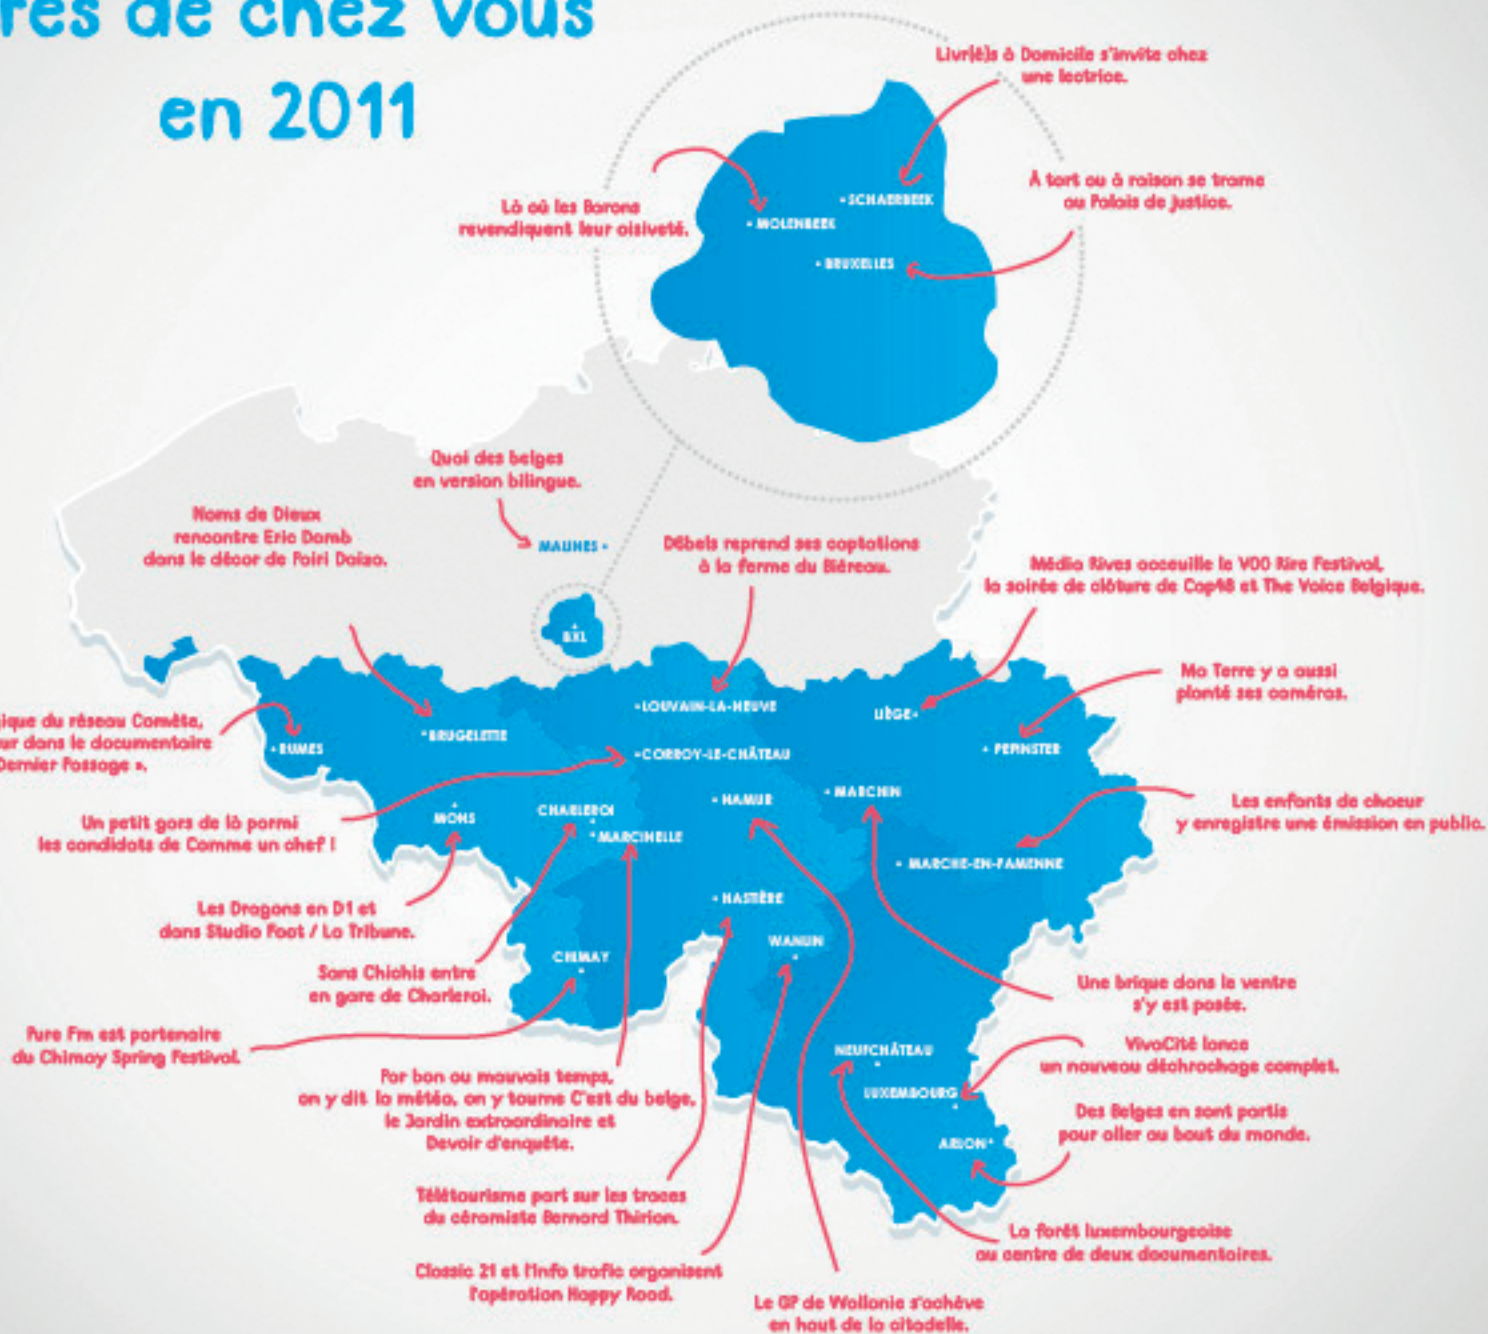 res de chez vous
en 2011
Livr(é)s à Domicile s'invite chez
une lectrice.
Là où les Barons
revendiquent leur oisiveté.
À tort ou à raison se trame
au Palais de justice.
• SCHAERBEEK
• MOLENBEEK
• BRUXELLES
Quai des belges
en version bilingue.
MALINES •
Noms de Dieux
rencontre Eric Domb
dans le décor de Pairi Daiza.
D6bels reprend ses captations
à la ferme du Biéreau.
Média Rives acceuille le VOO Rire Festival,
la soirée de clôture de Cap48 et The Voice Belgique.
BXL
Ma Terre y a aussi
planté ses caméras.
• LOUVAIN-LA-NEUVE
LIÈGE •
ique du réseau Comète,
ur dans le documentaire
Dernier Passage ».
• RUMES
• BRUGELETTE
• PEPINSTER
• CORROY-LE-CHÂTEAU
Un petit gars de là parmi
les candidats de Comme un chef !
MONS
CHARLEROI
• MARCINELLE
• NAMUR
• MARCHIN
Les enfants de choeur
y enregistre une émission en public.
• MARCHE-EN-FAMENNE
Les Dragons en D1 et
dans Studio Foot / La Tribune.
• HASTIÈRE
WANLIN
CHIMAY
Sans Chichis entre
en gare de Charleroi.
Une brique dans le ventre
s'y est posée.
Pure Fm est partenaire
du Chimay Spring Festival.
NEUFCHÂTEAU
VivaCité lance
un nouveau déchrochage complet.
Par bon ou mauvais temps,
on y dit la météo, on y tourne C'est du belge,
le Jardin extraordinaire et
Devoir d'enquête.
LUXEMBOURG
ARLON •
Des Belges en sont partis
pour aller au bout du monde.
Télétourisme part sur les traces
du céramiste Bernard Thirion.
La forêt luxembourgeoise
au centre de deux documentaires.
Classic 21 et l'Info trafic organisent
l'opération Happy Road.
Le GP de Wallonie s'achève
en haut de la citadelle.